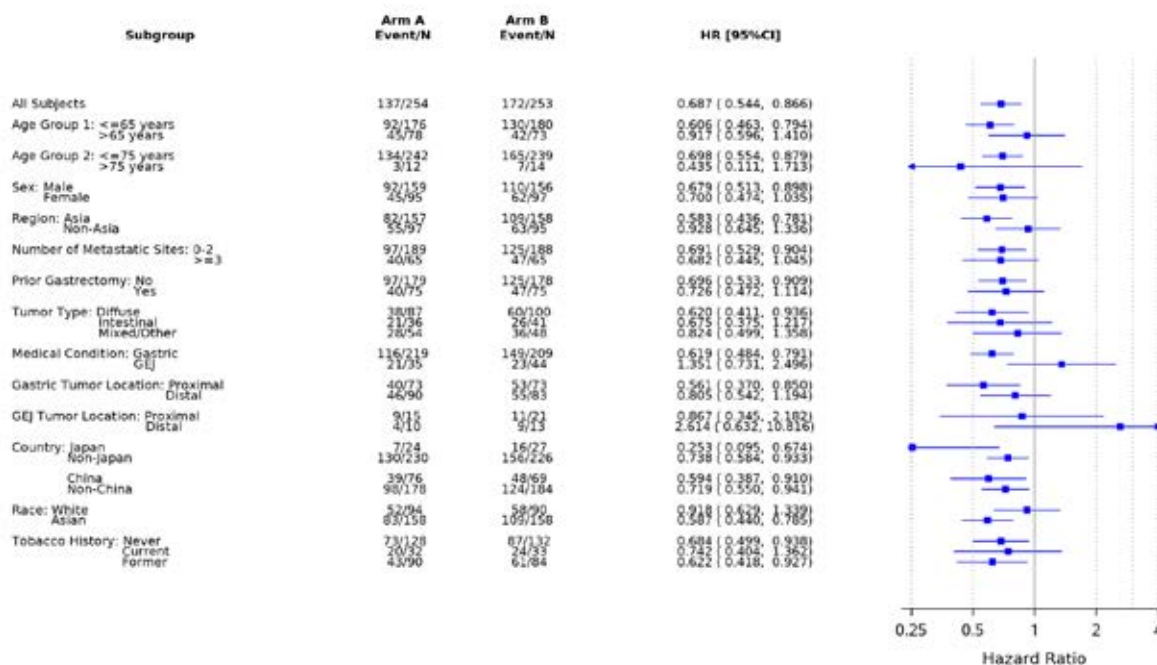 Arm A Arm B
Subgroup Event/N Event/N HR [95%CI]
All Subjects 137/254 172/253 0.687 ( 0.544, 0.866)
Age Group 1: <=65 years 92/176 130/180 0.606 ( 0.463, 0.794)
>65 years 45/78 42/73 0.917 ( 0.596, 1.410)
Age Group 2: <=75 years 134/242 165/239 0.698 ( 0.554, 0.879)
>75 years 3/12 7/14 0.435 ( 0.111, 1.713)
Sex: Male 92/159 110/156 0.679 ( 0.513, 0.898)
Female 45/95 62/97 0.700 ( 0.474, 1.035)
Region: Asia 82/157 109/158 0.583 ( 0.436, 0.781)
Non-Asia 55/97 63/95 0.928 ( 0.645, 1.336)
Number of Metastatic Sites: 0-2 97/189 125/188 0.691 ( 0.529, 0.904)
>=3 40/65 47/65 0.682 ( 0.445, 1.045)
Prior Gastrectomy: No 97/179 125/178 0.696 ( 0.533, 0.909)
Yes 40/75 47/75 0.726 ( 0.472, 1.114)
Tumor Type: Diffuse 38/87 60/100 0.620 ( 0.411, 0.936)
Intestinal 21/36 26/41 0.675 ( 0.375, 1.217)
Mixed/Other 28/54 36/48 0.824 ( 0.499, 1.358)
Medical Condition: Gastric 116/219 149/209 0.619 ( 0.484, 0.791)
GEJ 21/35 23/44 1.351 ( 0.731, 2.496)
Gastric Tumor Location: Proximal 40/73 53/73 0.561 ( 0.370, 0.850)
Distal 46/90 55/83 0.805 ( 0.542, 1.194)
GEJ Tumor Location: Proximal 9/15 11/21 0.867 ( 0.345, 2.182)
Distal 4/10 9/13 2.614 ( 0.632, 10.816)
Country: Japan 7/24 16/27 0.253 ( 0.095, 0.674)
Non-Japan 130/230 156/226 0.738 ( 0.584, 0.933)
China 39/76 48/69 0.594 ( 0.387, 0.910)
Non-China 98/178 124/184 0.719 ( 0.550, 0.941)
Race: White 52/94 58/90 0.918 ( 0.629, 1.339)
Asian 83/158 109/158 0.587 ( 0.440, 0.785)
Tobacco History: Never 73/128 87/132 0.684 ( 0.499, 0.938)
Current 20/32 24/33 0.742 ( 0.404, 1.362)
Former 43/90 61/84 0.622 ( 0.418, 0.927)
0.25 0.5 1 2 4
Hazard Ratio